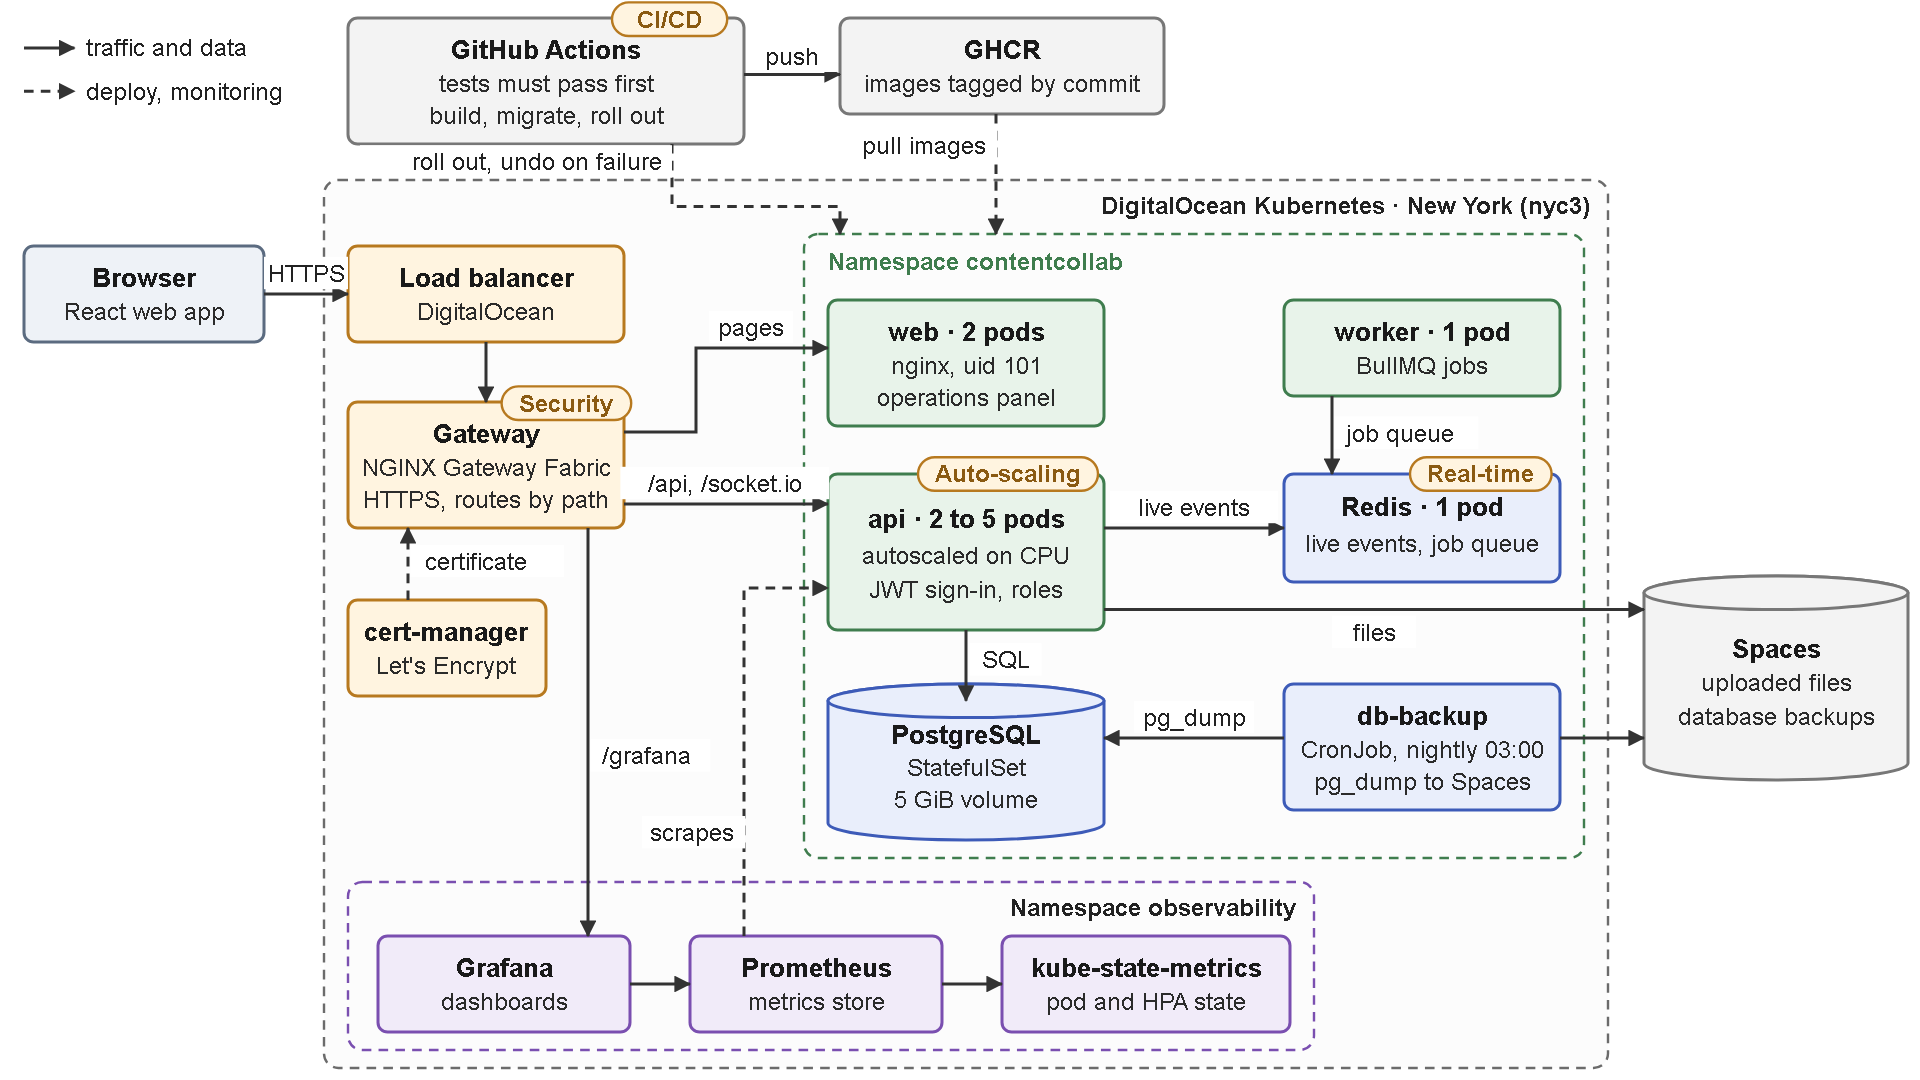 traffic and data
deploy, monitoring
CI/CD
GitHub Actions
tests must pass first
build, migrate, roll out
push
GHCR
images tagged by commit
roll out, undo on failure
pull images
DigitalOcean Kubernetes · New York (nyc3)
Browser
React web app
HTTPS
Load balancer
DigitalOcean
Namespace contentcollab
pages
web · 2 pods
nginx, uid 101
operations panel
worker · 1 pod
BullMQ jobs
Security
Gateway
NGINX Gateway Fabric
HTTPS, routes by path
/api, /socket.io
job queue
Auto-scaling
api · 2 to 5 pods
autoscaled on CPU
JWT sign-in, roles
live events
Real-time
Redis · 1 pod
live events, job queue
certificate
cert-manager
Let's Encrypt
files
Spaces
uploaded files
database backups
SQL
PostgreSQL
StatefulSet
5 GiB volume
pg_dump
db-backup
CronJob, nightly 03:00
pg_dump to Spaces
/grafana
scrapes
Namespace observability
Grafana
dashboards
Prometheus
metrics store
kube-state-metrics
pod and HPA state